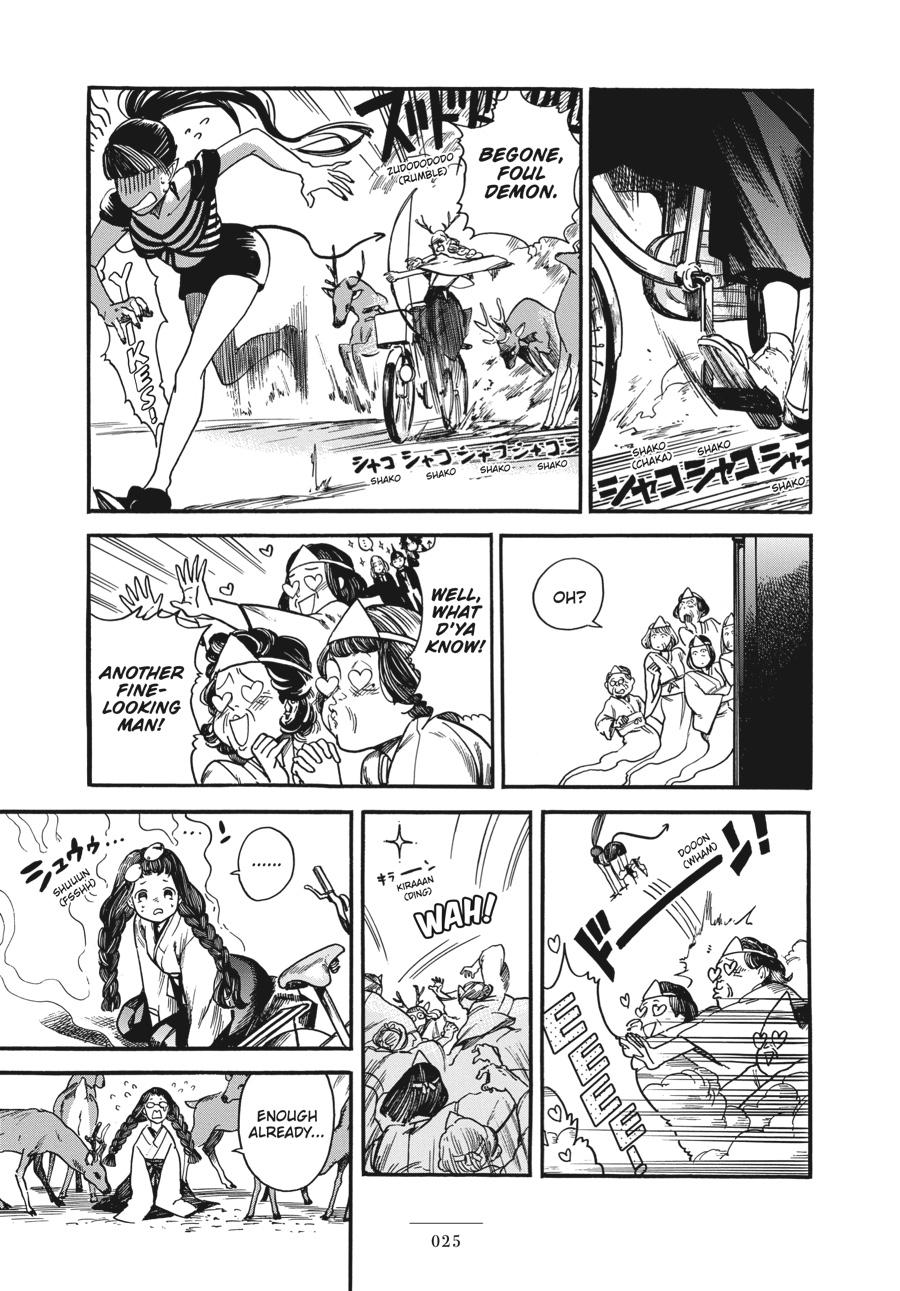 シャコシャコシャコ
SHAKO
(CHAKA)
SHAKO
SHAKO
BEGONE,
FOUL
DEMON.
ズドドド
ZUDODODODO
(RUMBLE)
YIKES!
シャコ シャコ シャコ シャコ シ
SHAKO
SHAKO
SHAKO
SHAKO
OH?
WELL,
WHAT
D'YA
KNOW!
ANOTHER
FINE-
LOOKING
MAN!
ドーン!
DOOON
(WHAM)
EEEEE
キラーン
KIRAAAN
(DING)
WAH!
......
....!
シュウゥ...
SHUUUN
(FSSHH)
ENOUGH
ALREADY...
025